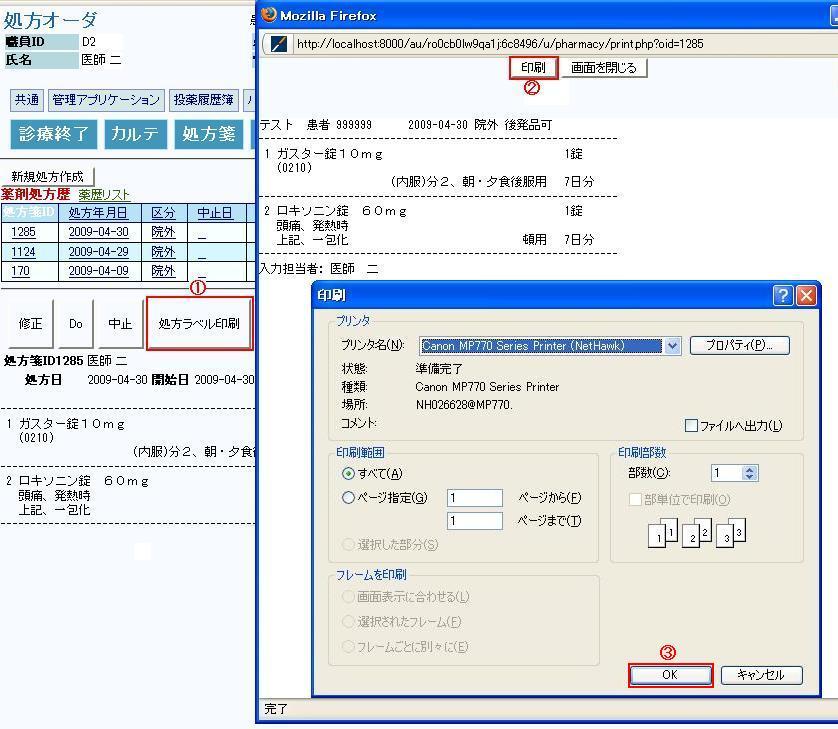 処方オーダ
職員ID D2
氏名 医師 二
共通 管理アプリケーション 投薬履歴簿
診療終了 カルテ 処方箋
新規処方作成
薬剤処方歴 薬歴リスト
処方箋ID 処方年月日 区分 中止日
1285 2009-04-30 院外 _
1124 2009-04-29 院外 _
170 2009-04-09 院外 _
①
修正 Do 中止 処方ラベル印刷
処方箋ID1285 医師 二
処方日 2009-04-30 開始日 2009-04-30
1 ガスター錠１０ｍｇ
(0210)
(内服)分２、朝・夕食
2 ロキソニン錠 ６０ｍｇ
頭痛、発熱時
上記、一包化
Mozilla Firefox
http://localhost:8000/au/ro0cb0lw9qa1j:6c8496/u/pharmacy/print.php?oid=1285
印刷 画面を閉じる
②
テスト 患者 999999 2009-04-30 院外 後発品可
1 ガスター錠１０ｍｇ 1錠
(0210)
(内服)分２、朝・夕食後服用 7日分
2 ロキソニン錠 ６０ｍｇ 1錠
頭痛、発熱時
上記、一包化 頓用 7日分
入力担当者: 医師 二
印刷
プリンタ
プリンタ名(N): Canon MP770 Series Printer (NetHawk) プロパティ(P)...
状態: 準備完了
種類: Canon MP770 Series Printer
場所: NH026628@MP770.
コメント: ファイルへ出力(L)
印刷範囲
すべて(A)
ページ指定(G) 1 ページから(F)
1 ページまで(T)
選択した部分(S)
印刷部数
部数(C): 1
部単位で印刷(O)
1 1 2 2 3 3
フレームを印刷
画面表示に合わせる(L)
選択されたフレーム(F)
フレームごとに別々に(E)
③
OK キャンセル
完了